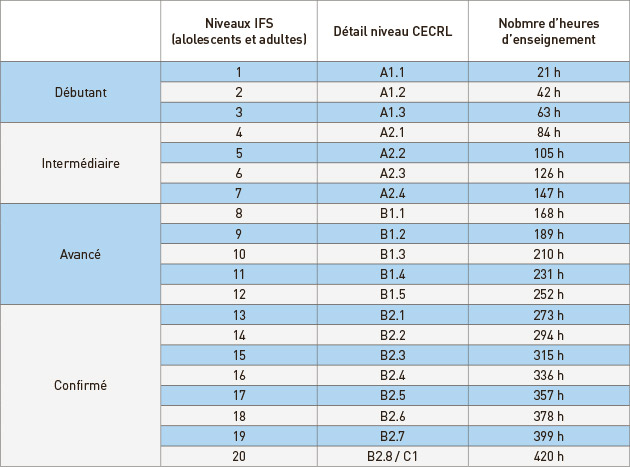 Niveaux IFS
(alolescents et adultes)
Détail niveau CECRL
Nobmre d'heures
d'enseignement
Débutant
1 A1.1 21 h
2 A1.2 42 h
3 A1.3 63 h
Intermédiaire
4 A2.1 84 h
5 A2.2 105 h
6 A2.3 126 h
7 A2.4 147 h
Avancé
8 B1.1 168 h
9 B1.2 189 h
10 B1.3 210 h
11 B1.4 231 h
12 B1.5 252 h
Confirmé
13 B2.1 273 h
14 B2.2 294 h
15 B2.3 315 h
16 B2.4 336 h
17 B2.5 357 h
18 B2.6 378 h
19 B2.7 399 h
20 B2.8 / C1 420 h